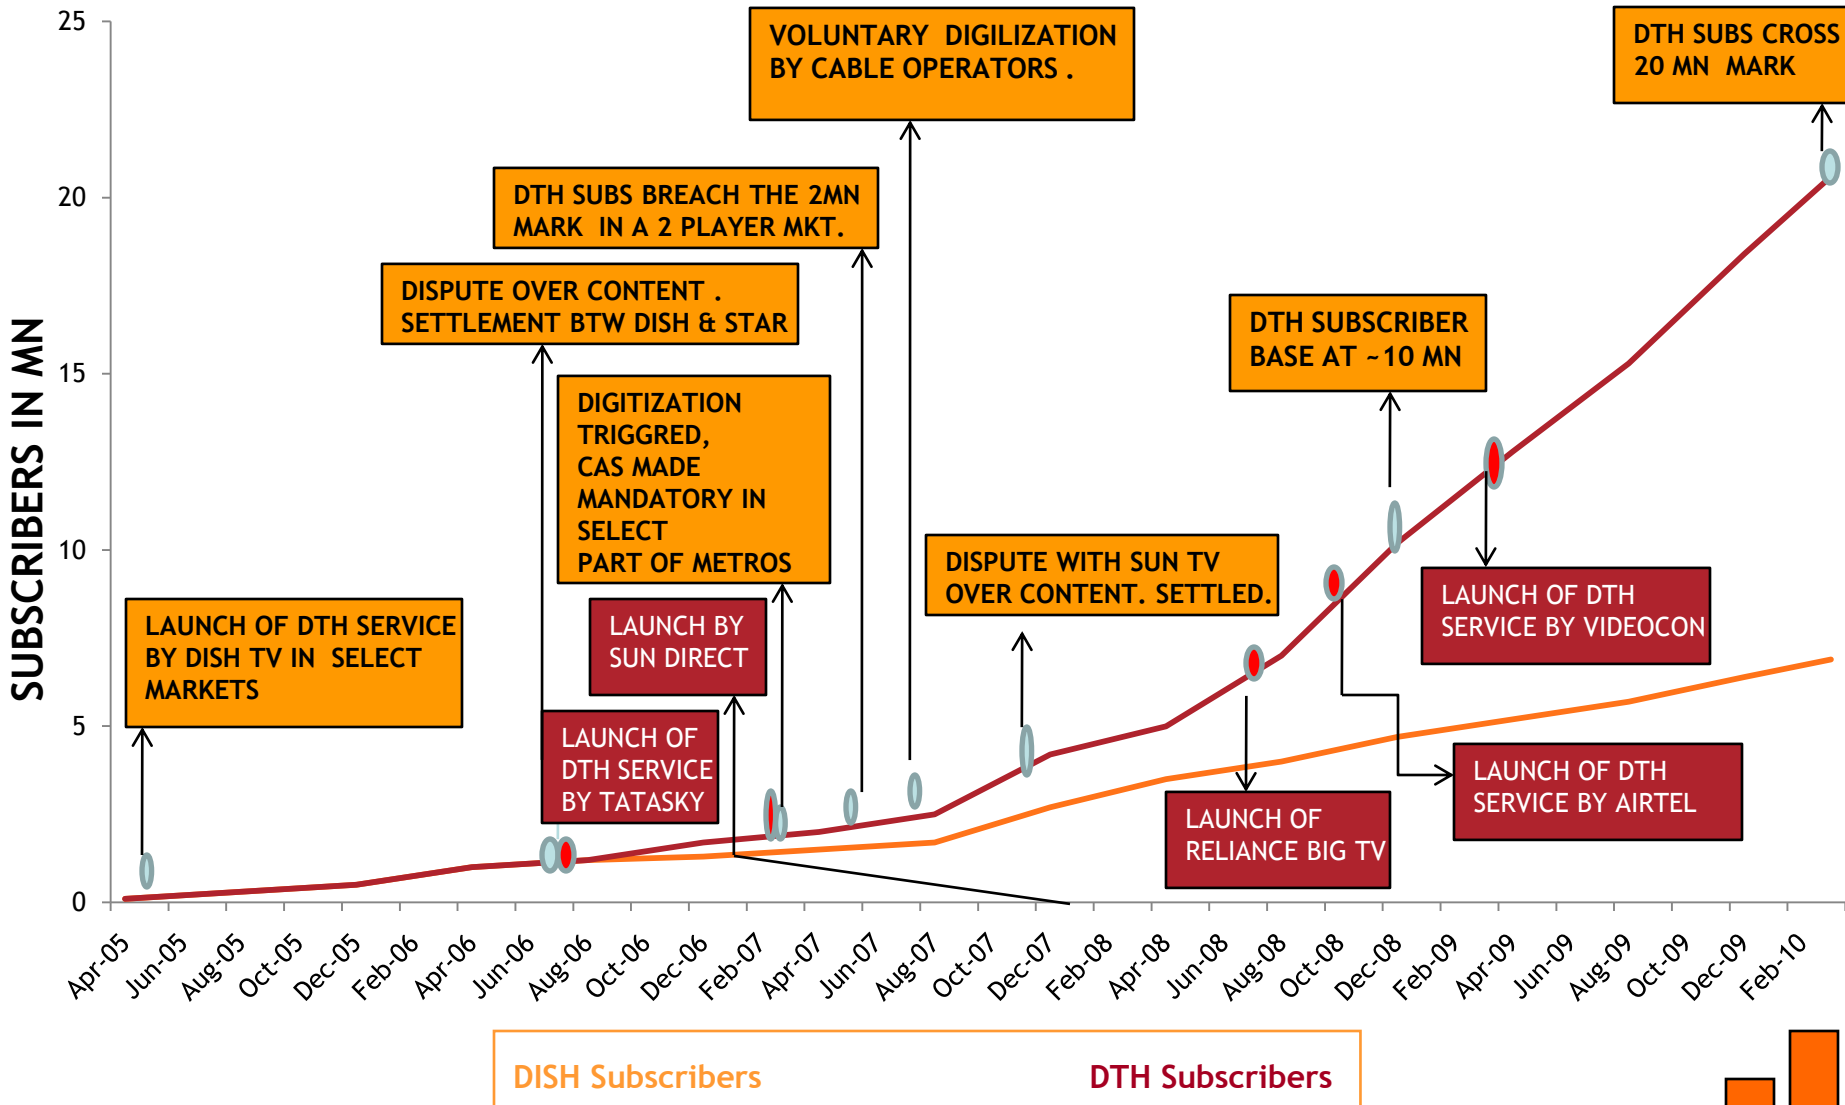 25
20
15
10
5
0
SUBSCRIBERS IN MN
VOLUNTARY  DIGILIZATION
BY CABLE OPERATORS .
DTH SUBS CROSS
20 MN  MARK
DTH SUBS BREACH THE 2MN
MARK  IN A 2 PLAYER MKT.
DISPUTE OVER CONTENT .
SETTLEMENT BTW DISH & STAR
DTH SUBSCRIBER
BASE AT ~10 MN
DIGITIZATION
TRIGGRED,
CAS MADE
MANDATORY IN
SELECT
PART OF METROS
DISPUTE WITH SUN TV
OVER CONTENT. SETTLED.
LAUNCH OF DTH SERVICE
BY DISH TV IN  SELECT
MARKETS
LAUNCH BY
SUN DIRECT
LAUNCH OF DTH
SERVICE BY VIDEOCON
LAUNCH OF
DTH SERVICE
BY TATASKY
LAUNCH OF DTH
SERVICE BY AIRTEL
LAUNCH OF
RELIANCE BIG TV
Apr-05
Jun-05
Aug-05
Oct-05
Dec-05
Feb-06
Apr-06
Jun-06
Aug-06
Oct-06
Dec-06
Feb-07
Apr-07
Jun-07
Aug-07
Oct-07
Dec-07
Feb-08
Apr-08
Jun-08
Aug-08
Oct-08
Dec-08
Feb-09
Apr-09
Jun-09
Aug-09
Oct-09
Dec-09
Feb-10
DISH Subscribers
DTH Subscribers